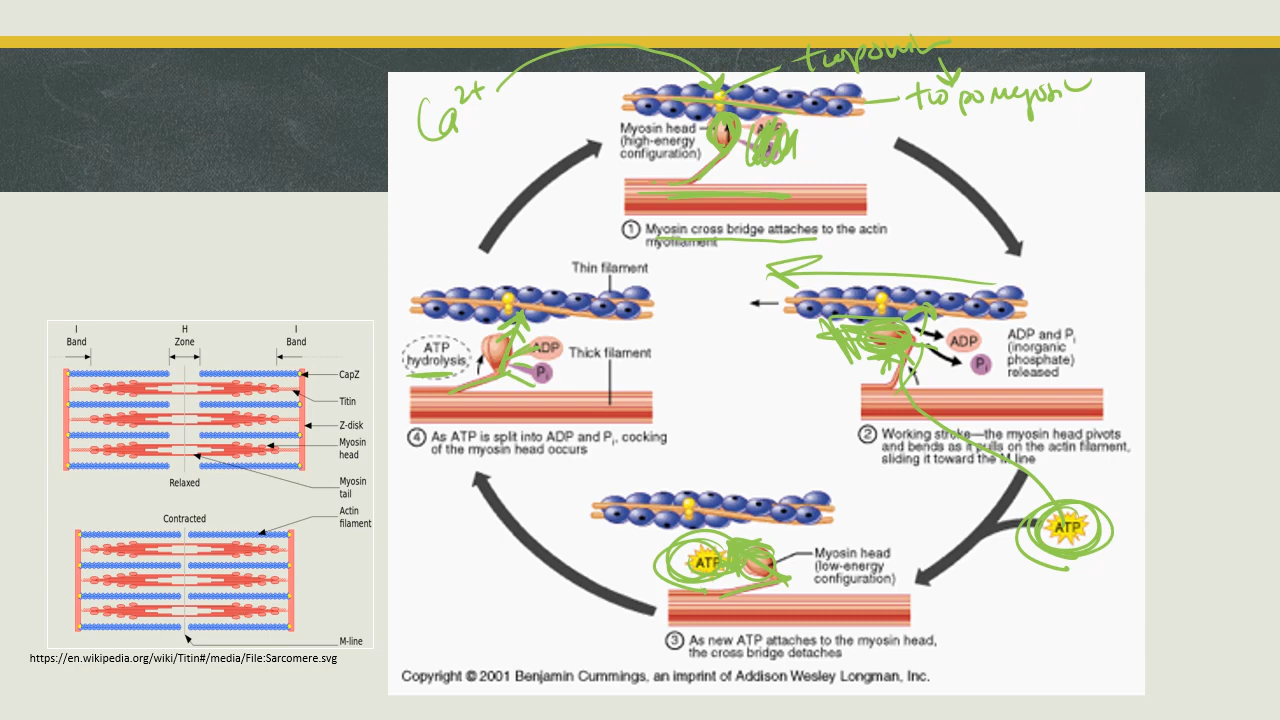 Ca2+
troponin
tropomyosin
Myosin head
(high-energy
configuration)
1 Myosin cross bridge attaches to the actin
myofilament
Thin filament
ATP
hydrolysis
ADP
Pi
Thick filament
4 As ATP is split into ADP and Pi, cocking
of the myosin head occurs
ADP
Pi
ADP and Pi
(inorganic
phosphate)
released
2 Working stroke—the myosin head pivots
and bends as it pulls on the actin filament,
sliding it toward the M line
ATP
ATP
Myosin head
(low-energy
configuration)
3 As new ATP attaches to the myosin head,
the cross bridge detaches
Copyright © 2001 Benjamin Cummings, an imprint of Addison Wesley Longman, Inc.
I
Band
H
Zone
I
Band
CapZ
Titin
Z-disk
Myosin
head
Myosin
tail
Relaxed
Actin
filament
Contracted
M-line
https://en.wikipedia.org/wiki/Titin#/media/File:Sarcomere.svg